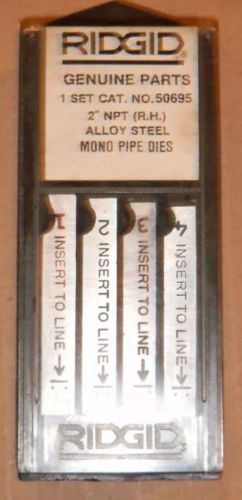 RIDGID
GENUINE PARTS
1 SET CAT. NO. 50695
2" NPT (R.H.)
ALLOY STEEL
MONO PIPE DIES
1 INSERT TO LINE→
2 INSERT TO LINE→
3 INSERT TO LINE→
4 INSERT TO LINE→
RIDGID